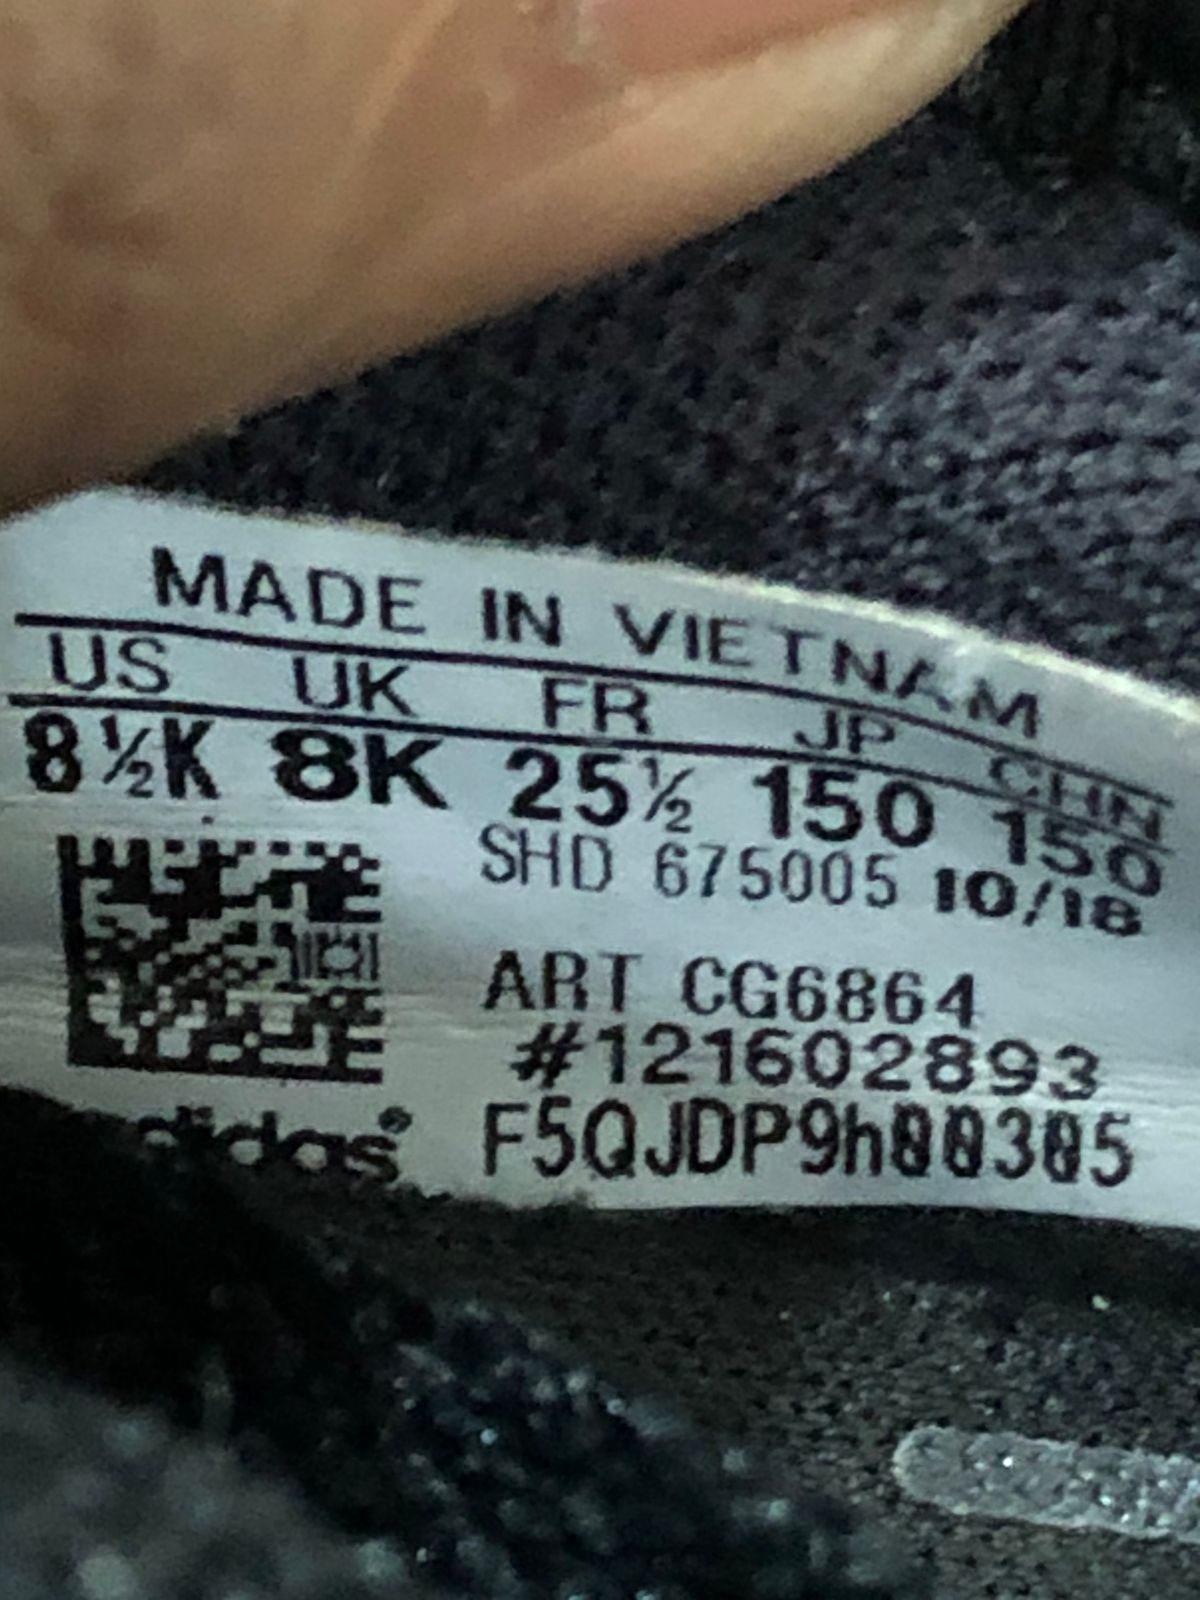 MADE IN VIETNAM
US UK FR JP CHN
8½K 8K 25½ 150 150
SHD 675005 10/18
ART CG6864
#121602893
adidas® F5QJDP9h00305